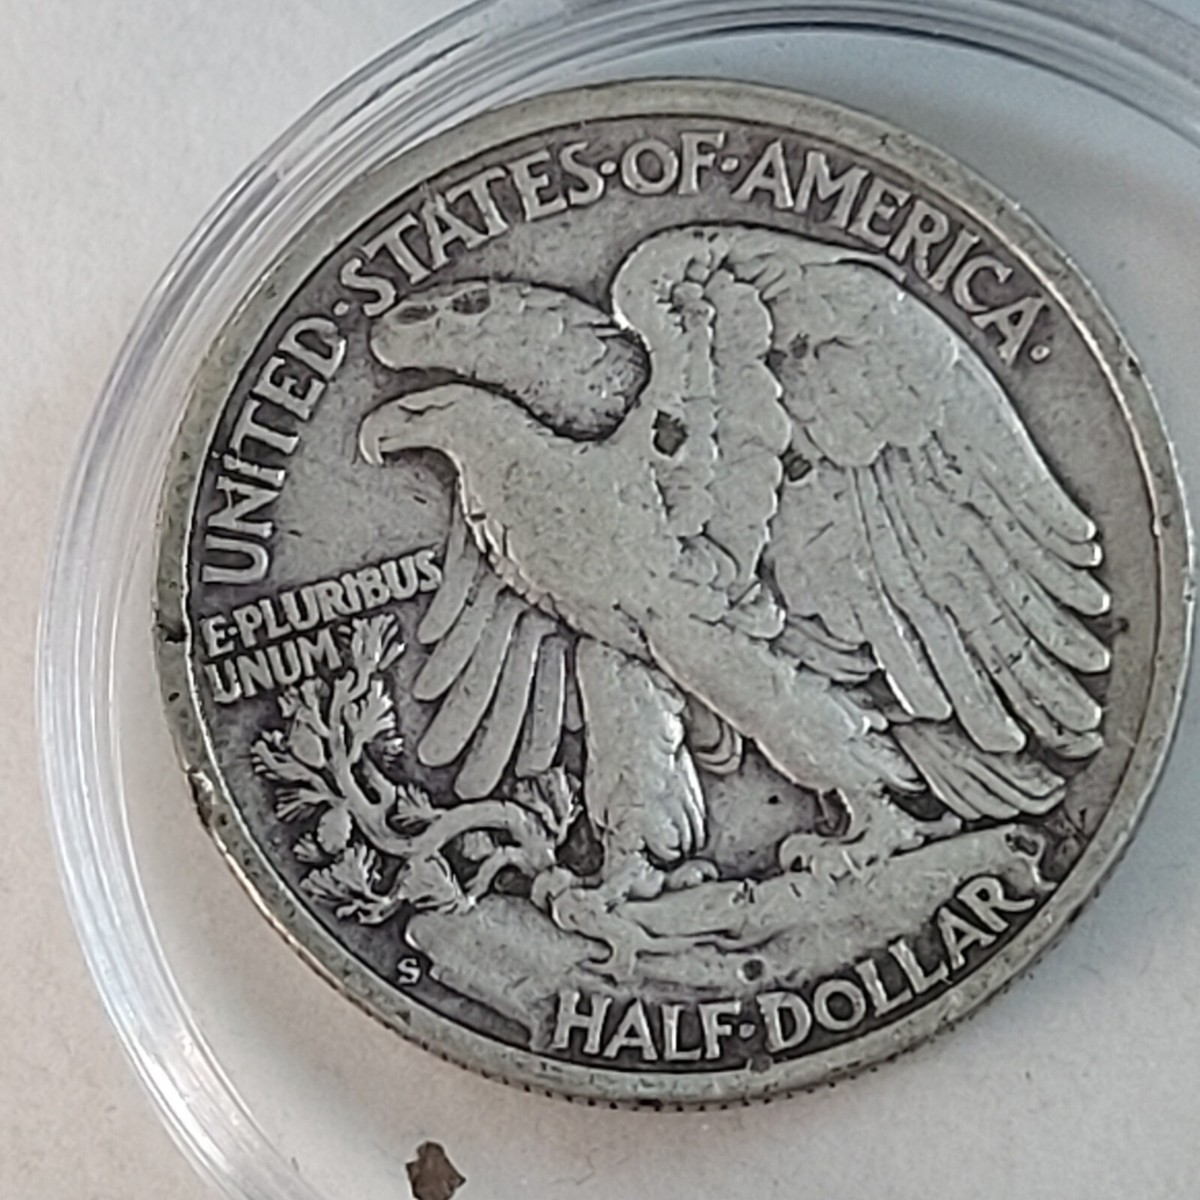 UNITED·STATES·OF·AMERICA·
E·PLURIBUS
UNUM
S
HALF·DOLLAR